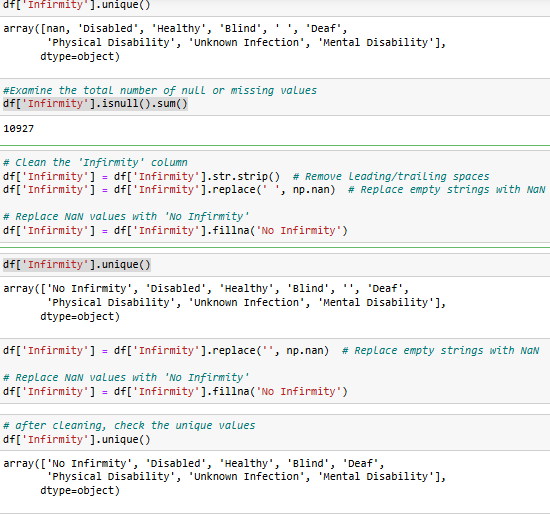 df['Infirmity'].unique()
array([nan, 'Disabled', 'Healthy', 'Blind', ' ', 'Deaf',
'Physical Disability', 'Unknown Infection', 'Mental Disability'],
dtype=object)
#Examine the total number of null or missing values
df['Infirmity'].isnull().sum()
10927
# Clean the 'Infirmity' column
df['Infirmity'] = df['Infirmity'].str.strip()  # Remove leading/trailing spaces
df['Infirmity'] = df['Infirmity'].replace(' ', np.nan)  # Replace empty strings with NaN
# Replace NaN values with 'No Infirmity'
df['Infirmity'] = df['Infirmity'].fillna('No Infirmity')
df['Infirmity'].unique()
array(['No Infirmity', 'Disabled', 'Healthy', 'Blind', '', 'Deaf',
'Physical Disability', 'Unknown Infection', 'Mental Disability'],
dtype=object)
df['Infirmity'] = df['Infirmity'].replace('', np.nan)  # Replace empty strings with NaN
# Replace NaN values with 'No Infirmity'
df['Infirmity'] = df['Infirmity'].fillna('No Infirmity')
# after cleaning, check the unique values
df['Infirmity'].unique()
array(['No Infirmity', 'Disabled', 'Healthy', 'Blind', 'Deaf',
'Physical Disability', 'Unknown Infection', 'Mental Disability'],
dtype=object)